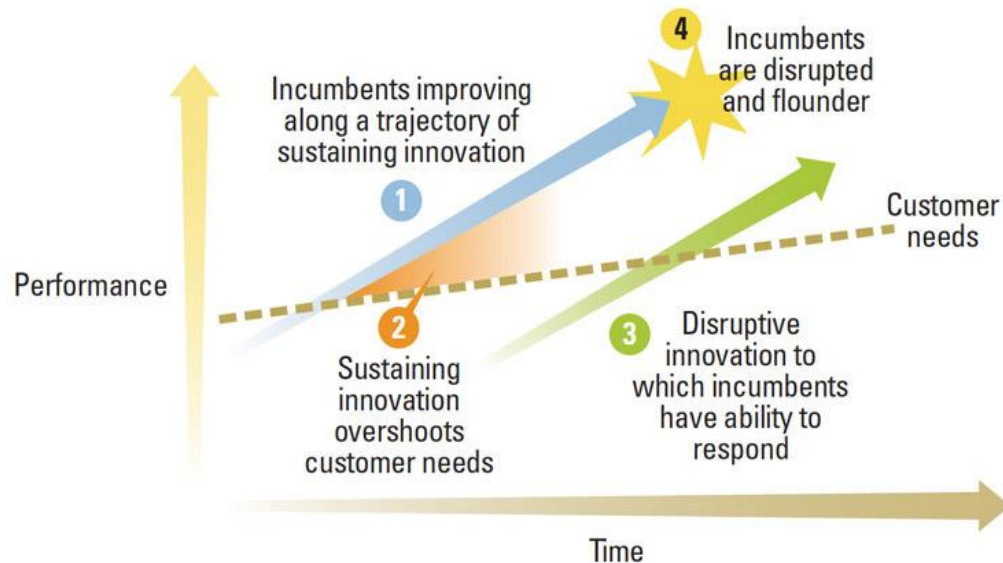 4
Incumbents
are disrupted
and flounder
Incumbents improving
along a trajectory of
sustaining innovation
1
Customer
needs
Performance
2
Sustaining
innovation
overshoots
customer needs
3
Disruptive
innovation to
which incumbents
have ability to
respond
Time